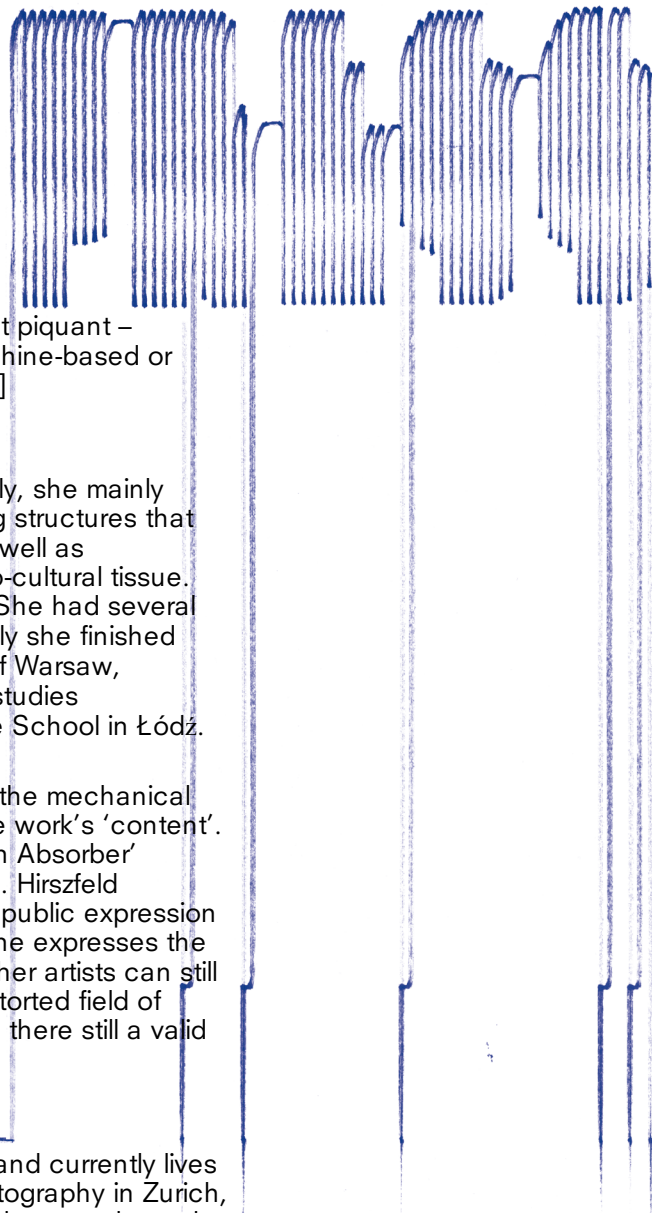 t piquant –
hine-based or
]
ly, she mainly
g structures that
well as
o-cultural tissue.
She had several
ly she finished
f Warsaw,
studies
e School in Łódź.
the mechanical
e work’s ‘content’.
n Absorber’
. Hirszfeld
public expression
ne expresses the
her artists can still
torted field of
there still a valid
and currently lives
tography in Zurich,